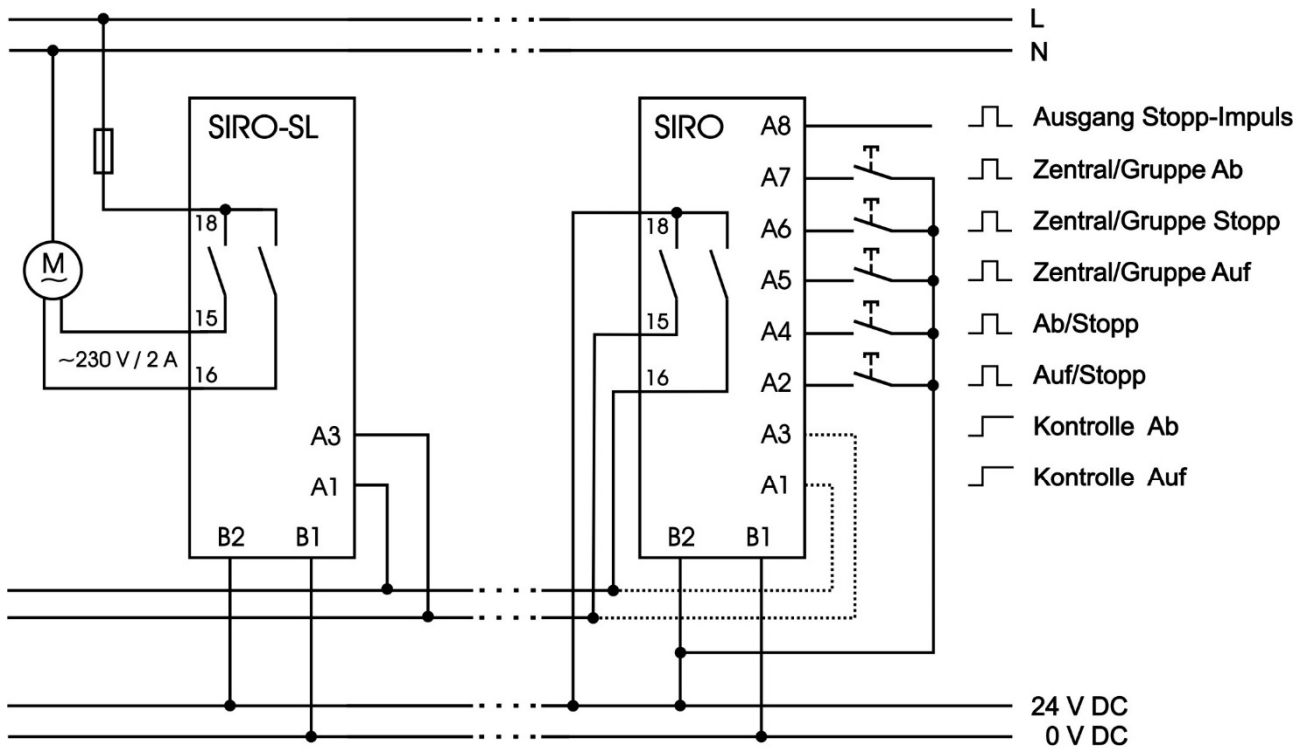 L
N
SIRO-SL
18
15
16
M
~
~230 V / 2 A
A3
A1
B2 B1
SIRO
18
15
16
A8
A7
A6
A5
A4
A2
A3
A1
B2 B1
Ausgang Stopp-Impuls
Zentral/Gruppe Ab
Zentral/Gruppe Stopp
Zentral/Gruppe Auf
Ab/Stopp
Auf/Stopp
Kontrolle Ab
Kontrolle Auf
24 V DC
0 V DC